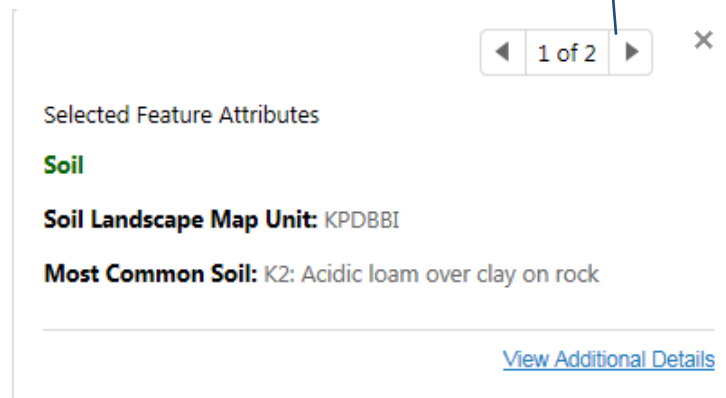 1 of 2
Selected Feature Attributes
Soil
Soil Landscape Map Unit: KPDBBI
Most Common Soil: K2: Acidic loam over clay on rock
View Additional Details